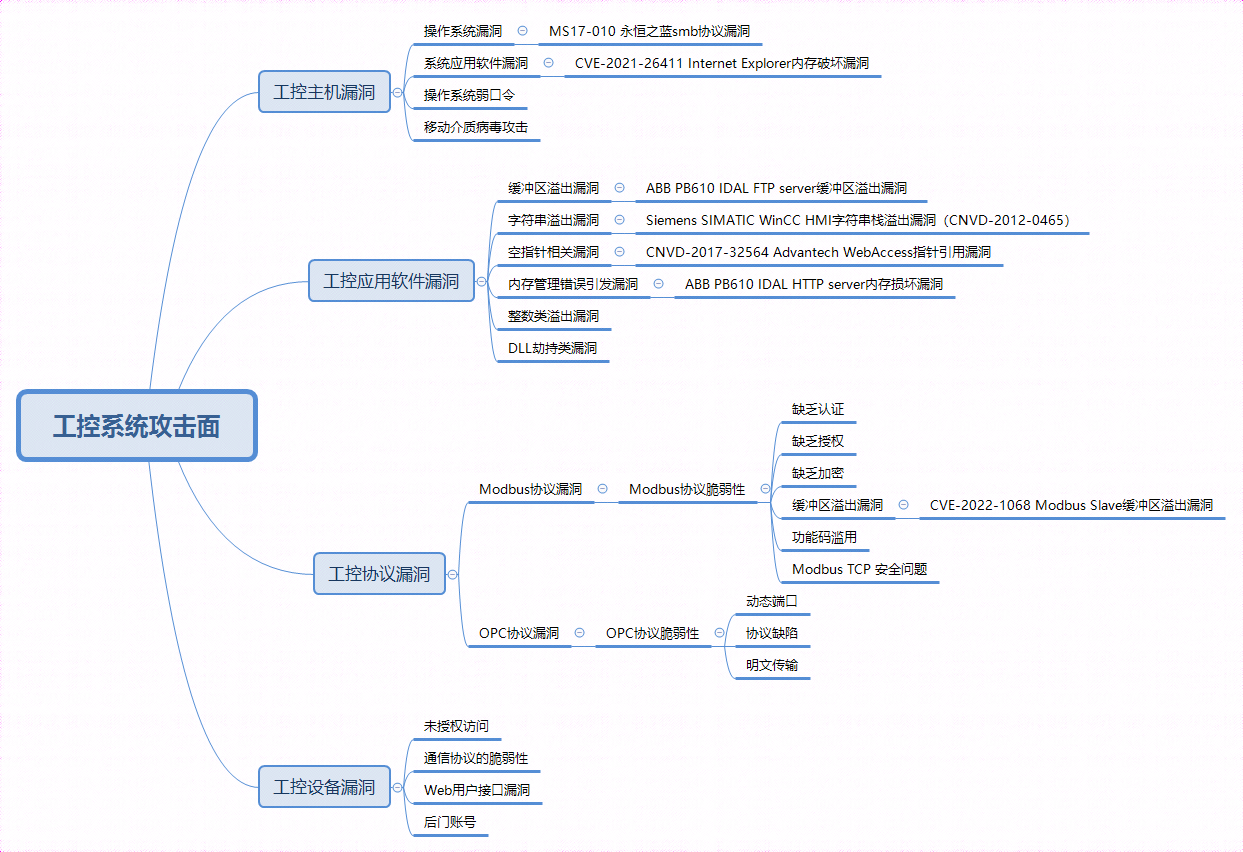 工控系统攻击面
工控主机漏洞
操作系统漏洞
MS17-010 永恒之蓝smb协议漏洞
系统应用软件漏洞
CVE-2021-26411 Internet Explorer内存破坏漏洞
操作系统弱口令
移动介质病毒攻击
工控应用软件漏洞
缓冲区溢出漏洞
ABB PB610 IDAL FTP server缓冲区溢出漏洞
字符串溢出漏洞
Siemens SIMATIC WinCC HMI字符串栈溢出漏洞（CNVD-2012-0465）
空指针相关漏洞
CNVD-2017-32564 Advantech WebAccess指针引用漏洞
内存管理错误引发漏洞
ABB PB610 IDAL HTTP server内存损坏漏洞
整数类溢出漏洞
DLL劫持类漏洞
工控协议漏洞
Modbus协议漏洞
Modbus协议脆弱性
缺乏认证
缺乏授权
缺乏加密
缓冲区溢出漏洞
CVE-2022-1068 Modbus Slave缓冲区溢出漏洞
功能码滥用
Modbus TCP 安全问题
OPC协议漏洞
OPC协议脆弱性
动态端口
协议缺陷
明文传输
工控设备漏洞
未授权访问
通信协议的脆弱性
Web用户接口漏洞
后门账号